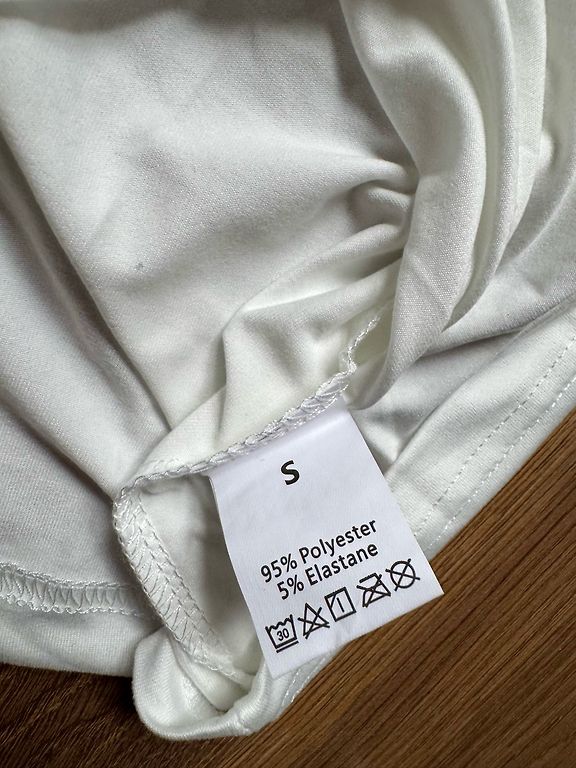 S
95% Polyester
5% Elastane
30